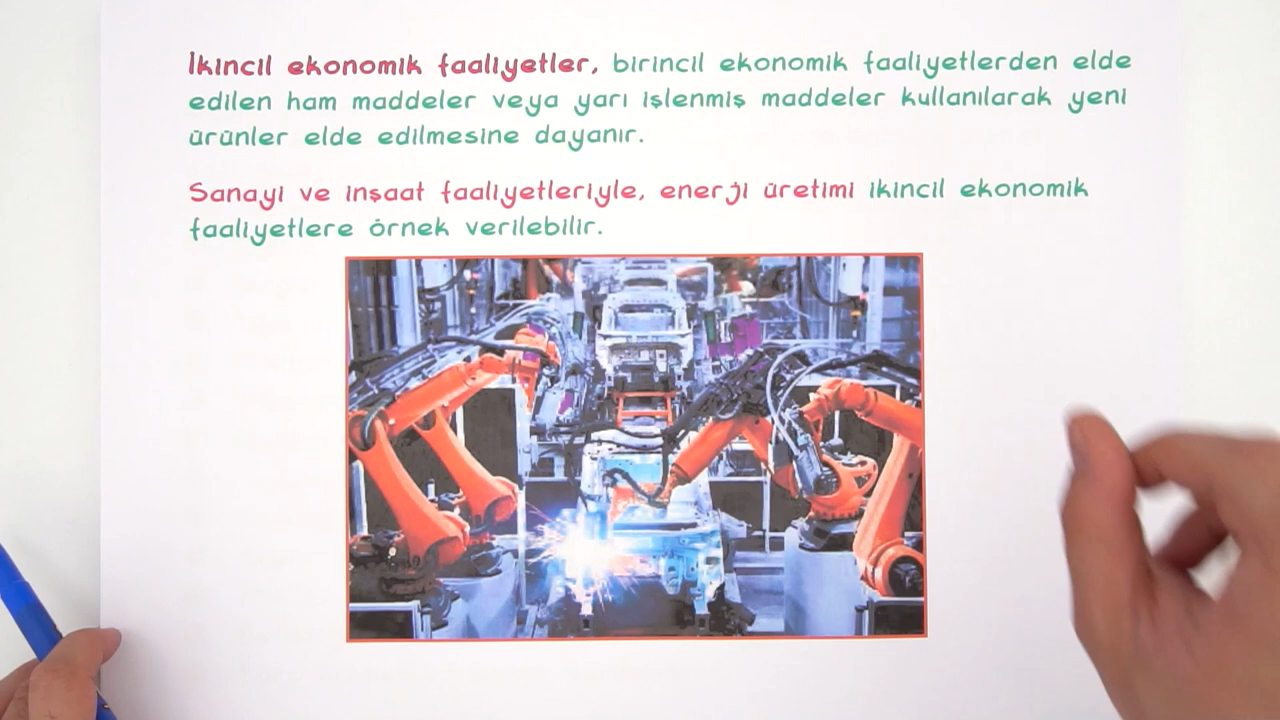 İkincil ekonomik faaliyetler, birincil ekonomik faaliyetlerden elde
edilen ham maddeler veya yarı işlenmiş maddeler kullanılarak yeni
ürünler elde edilmesine dayanır.
Sanayi ve inşaat faaliyetleriyle, enerji üretimi ikincil ekonomik
faaliyetlere örnek verilebilir.